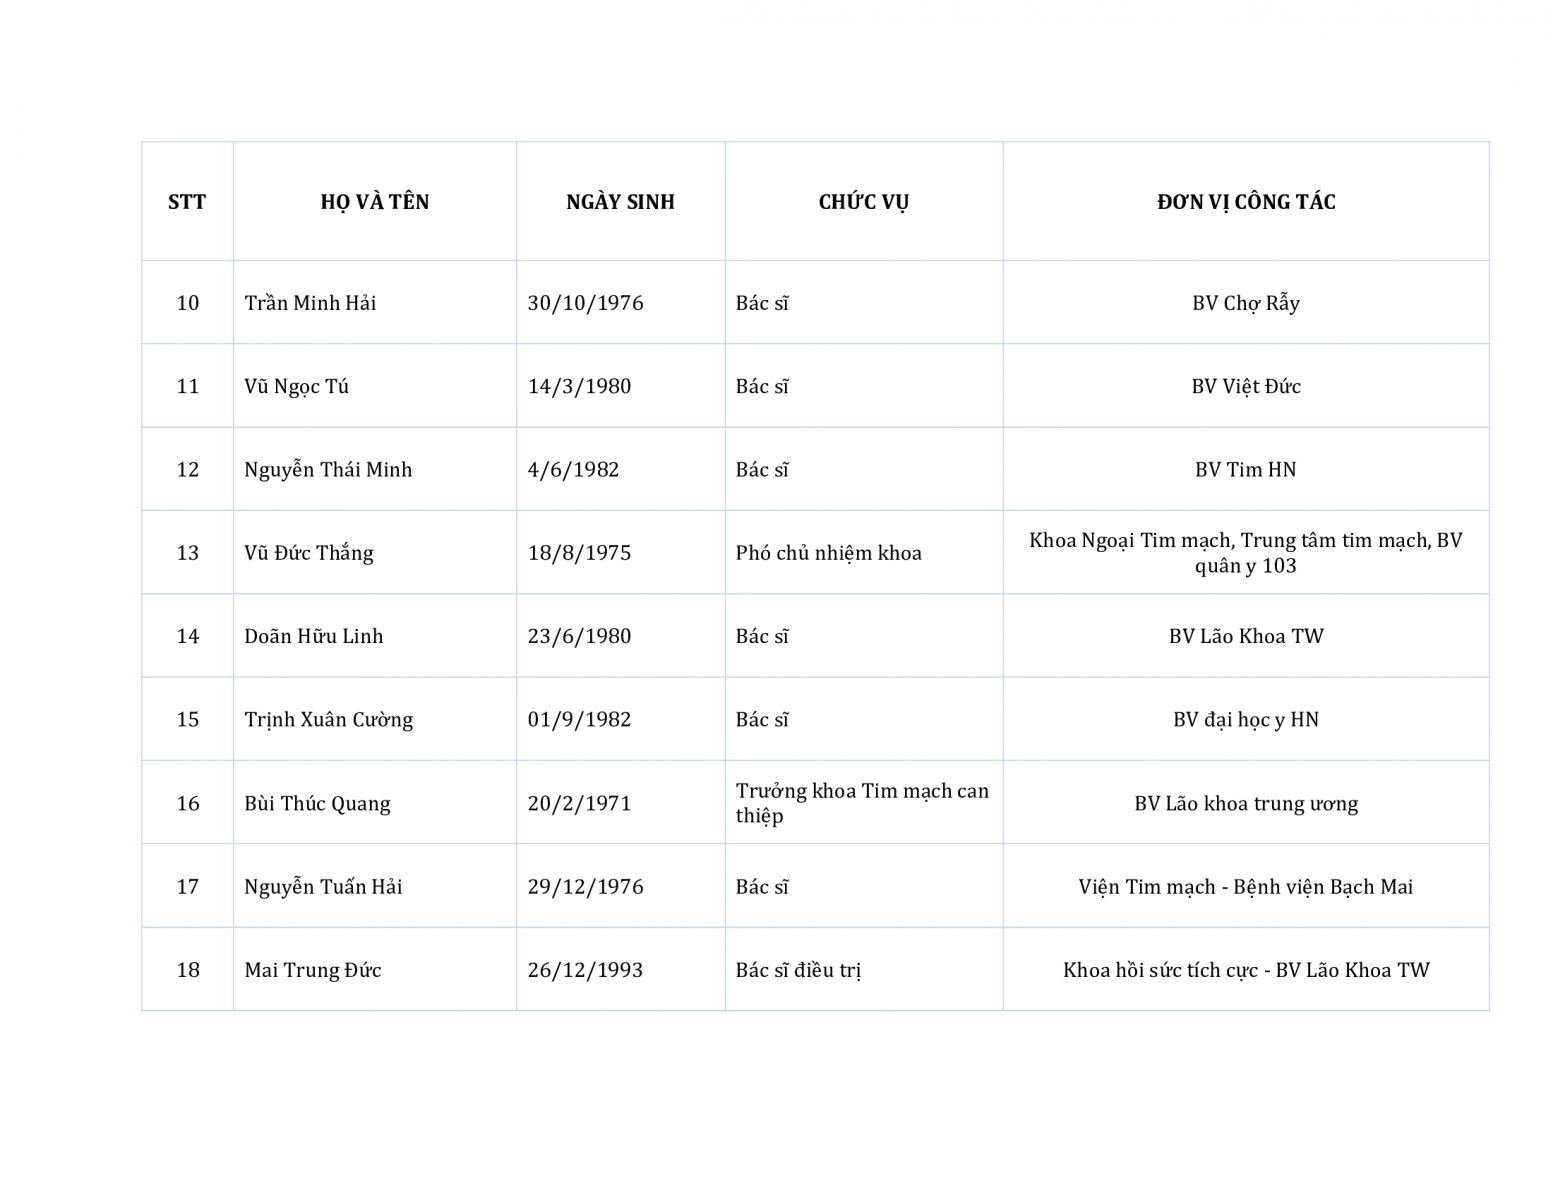 STT HỌ VÀ TÊN NGÀY SINH CHỨC VỤ ĐƠN VỊ CÔNG TÁC
10 Trần Minh Hải 30/10/1976 Bác sĩ BV Chợ Rẫy
11 Vũ Ngọc Tú 14/3/1980 Bác sĩ BV Việt Đức
12 Nguyễn Thái Minh 4/6/1982 Bác sĩ BV Tim HN
13 Vũ Đức Thắng 18/8/1975 Phó chủ nhiệm khoa Khoa Ngoại Tim mạch, Trung tâm tim mạch, BV
quân y 103
14 Doãn Hữu Linh 23/6/1980 Bác sĩ BV Lão Khoa TW
15 Trịnh Xuân Cường 01/9/1982 Bác sĩ BV đại học y HN
16 Bùi Thúc Quang 20/2/1971 Trưởng khoa Tim mạch can
thiệp BV Lão khoa trung ương
17 Nguyễn Tuấn Hải 29/12/1976 Bác sĩ Viện Tim mạch - Bệnh viện Bạch Mai
18 Mai Trung Đức 26/12/1993 Bác sĩ điều trị Khoa hồi sức tích cực - BV Lão Khoa TW